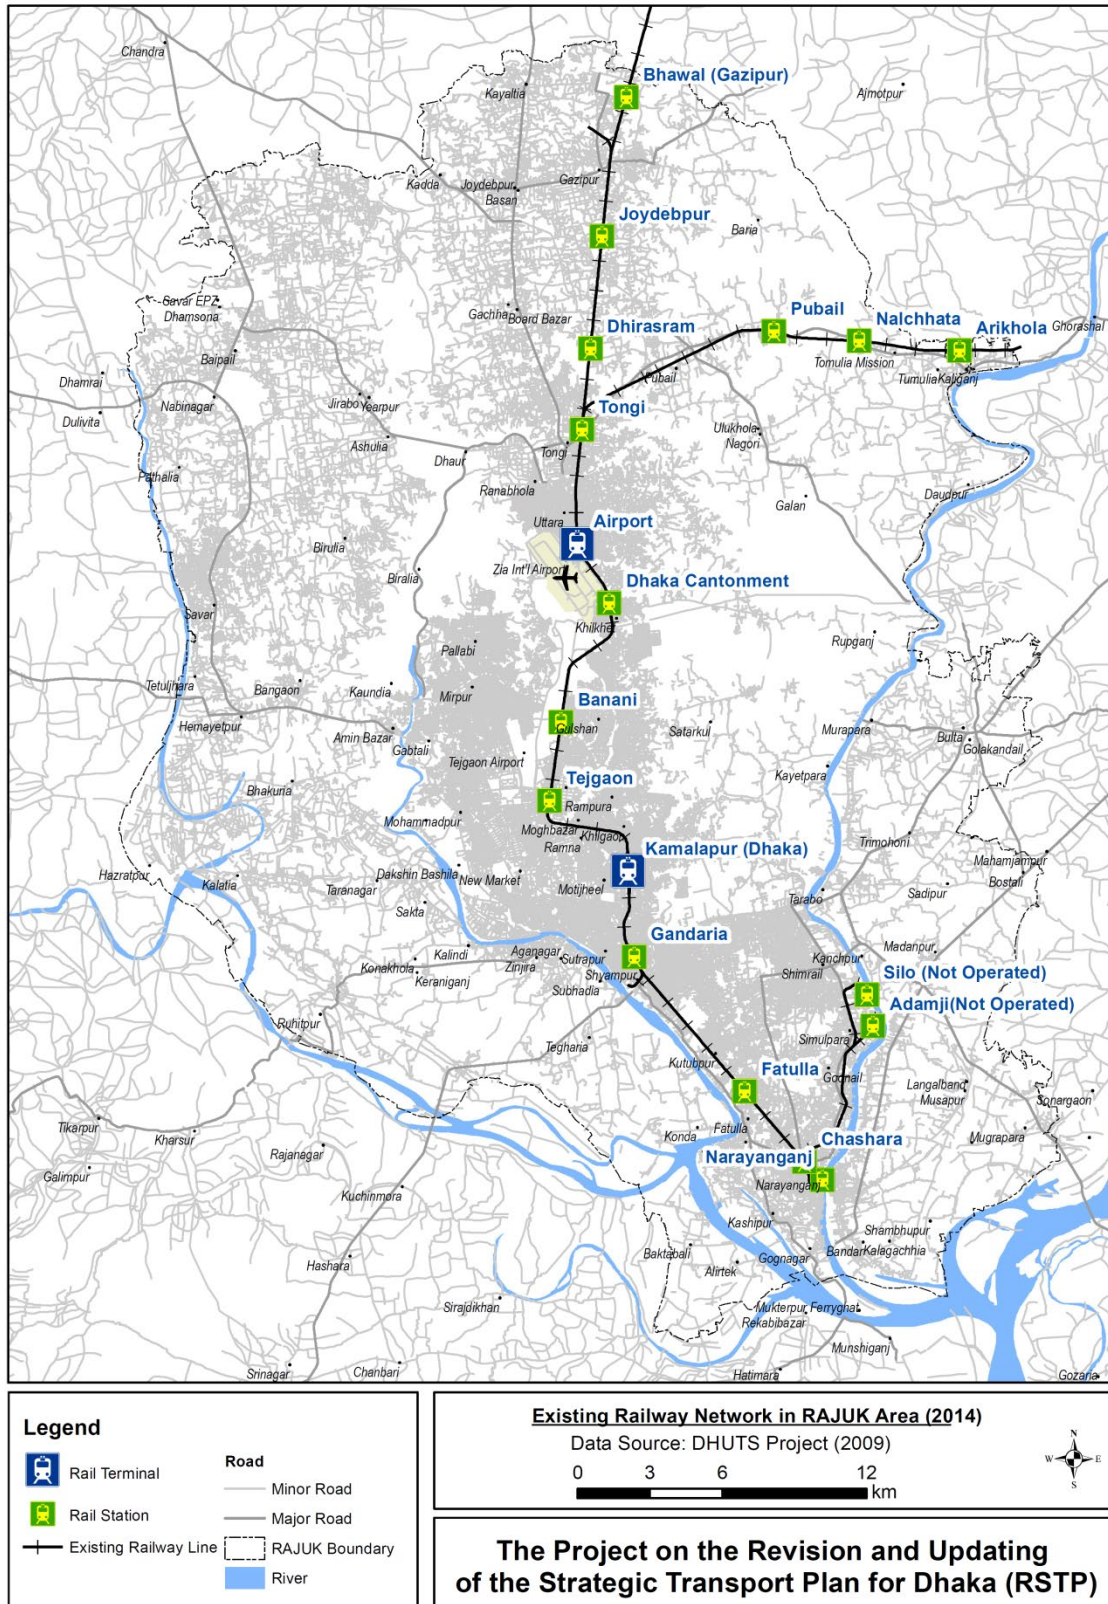 Chandra
Bhawal (Gazipur)
Kayaltia
Ajmotpur
Gazipur
Kadda
Joydebpur
Basan
Joydebpur
Baria
Savar EPZ
Dhamsona
Gachha
Board Bazar
Pubail
Nalchhata
Arikhola
Ghorashal
Dhirasram
Baipail
Tomulia Mission
Tumulia
Kaliganj
Pubail
Dhamrai
Dulivita
Nabinagar
Jirabo
Yearpur
Tongi
Ulukhola
Nagori
Ashulia
Dhaur
Tongi
Pathalia
Ranabhola
Daudpur
Galan
Uttara
Airport
Birulia
Zia Int'l Airport
Biralia
Dhaka Cantonment
Savar
Khilkhet
Rupganj
Pallabi
Tetuljhara
Bangaon
Kaundia
Mirpur
Banani
Hemayetpur
Amin Bazar
Gabtali
Gulshan
Satarkul
Murapara
Bulta
Golakandail
Tejgaon Airport
Tejgaon
Kayetpara
Bhakuria
Rampura
Mohammadpur
Moghbazar
Khilgaon
Ramna
Trimohoni
Kamalapur (Dhaka)
Mahamjampur
Bostali
Hazratpur
Kalatia
Taranagar
Dakshin Bashila
New Market
Motijheel
Sadipur
Tarabo
Sakta
Gandaria
Kalindi
Aganagar
Zinjira
Sutrapur
Madanpur
Kanchpur
Konakhola
Keraniganj
Shyampur
Shimrail
Subhadia
Silo (Not Operated)
Adamji(Not Operated)
Ruhitpur
Tegharia
Simulpara
Kutubpur
Fatulla
Godnail
Langalband
Musapur
Sonargaon
Tikarpur
Kharsur
Fatulla
Konda
Chashara
Mugrapara
Rajanagar
Narayanganj
Galimpur
Kuchinmora
Narayanganj
Kashipur
Shambhupur
Hashara
Baktabali
Gognagar
Bandar
Kalagachhia
Alirtek
Sirajdikhan
Mukterpur Ferryghat
Rekabibazar
Munshiganj
Srinagar
Chanbari
Hatimara
Gozaria
Legend
Rail Terminal
Rail Station
Existing Railway Line
Road
Minor Road
Major Road
RAJUK Boundary
River
Existing Railway Network in RAJUK Area (2014)
Data Source: DHUTS Project (2009)
0 3 6 12
km
N
W E
S
The Project on the Revision and Updating
of the Strategic Transport Plan for Dhaka (RSTP)